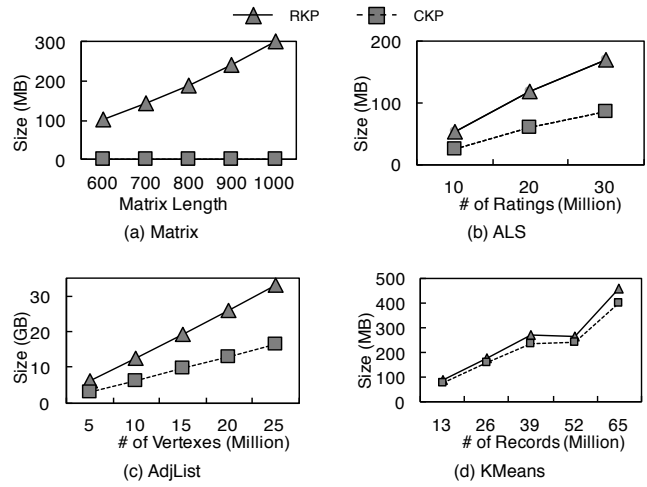 RKP CKP
300
200
100
0
Size (MB)
600 700 800 900 1000
Matrix Length
(a) Matrix
200
100
0
Size (MB)
10 20 30
# of Ratings (Million)
(b) ALS
30
20
10
0
Size (GB)
5 10 15 20 25
# of Vertexes (Million)
(c) AdjList
500
400
300
200
100
0
Size (MB)
13 26 39 52 65
# of Records (Million)
(d) KMeans